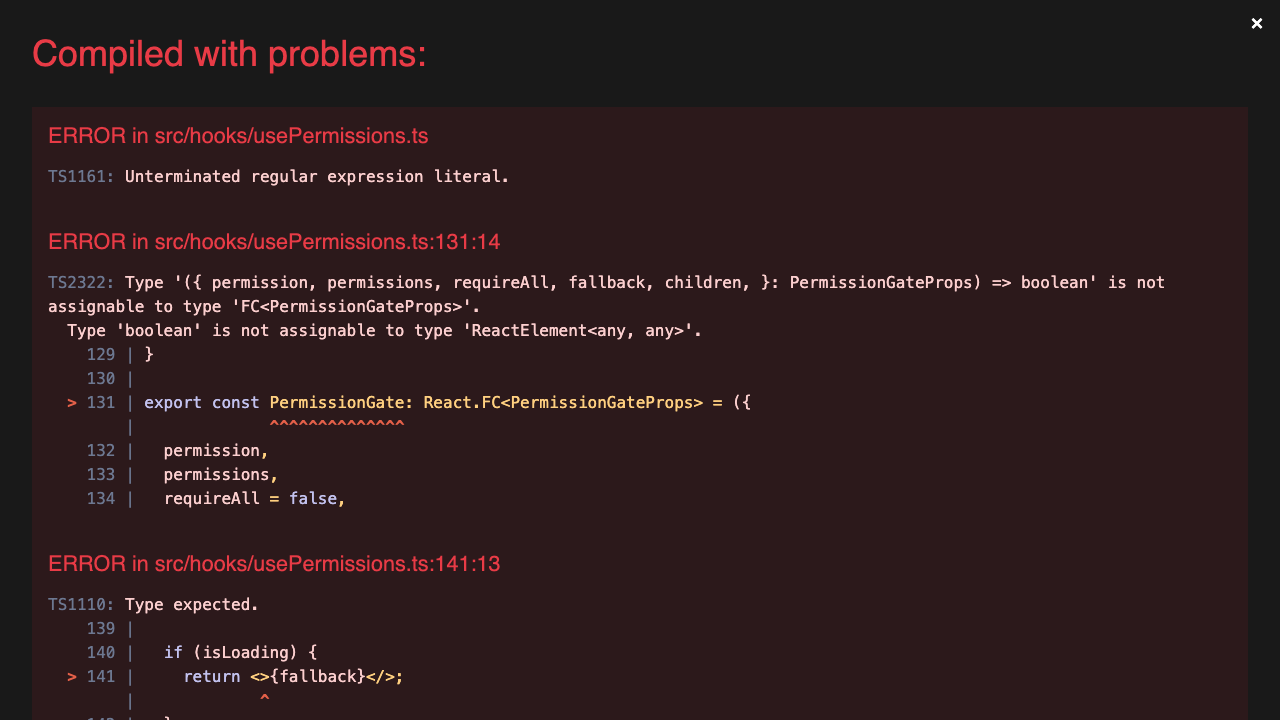 ×
Compiled with problems:
ERROR in src/hooks/usePermissions.ts
TS1161: Unterminated regular expression literal.
ERROR in src/hooks/usePermissions.ts:131:14
TS2322: Type '({ permission, permissions, requireAll, fallback, children, }: PermissionGateProps) => boolean' is not
assignable to type 'FC<PermissionGateProps>'.
  Type 'boolean' is not assignable to type 'ReactElement<any, any>'.
    129 | }
    130 |
  > 131 | export const PermissionGate: React.FC<PermissionGateProps> = ({
        |              ^^^^^^^^^^^^^^
    132 |   permission,
    133 |   permissions,
    134 |   requireAll = false,
ERROR in src/hooks/usePermissions.ts:141:13
TS1110: Type expected.
    139 |
    140 |   if (isLoading) {
  > 141 |     return <>{fallback}</>;
        |             ^